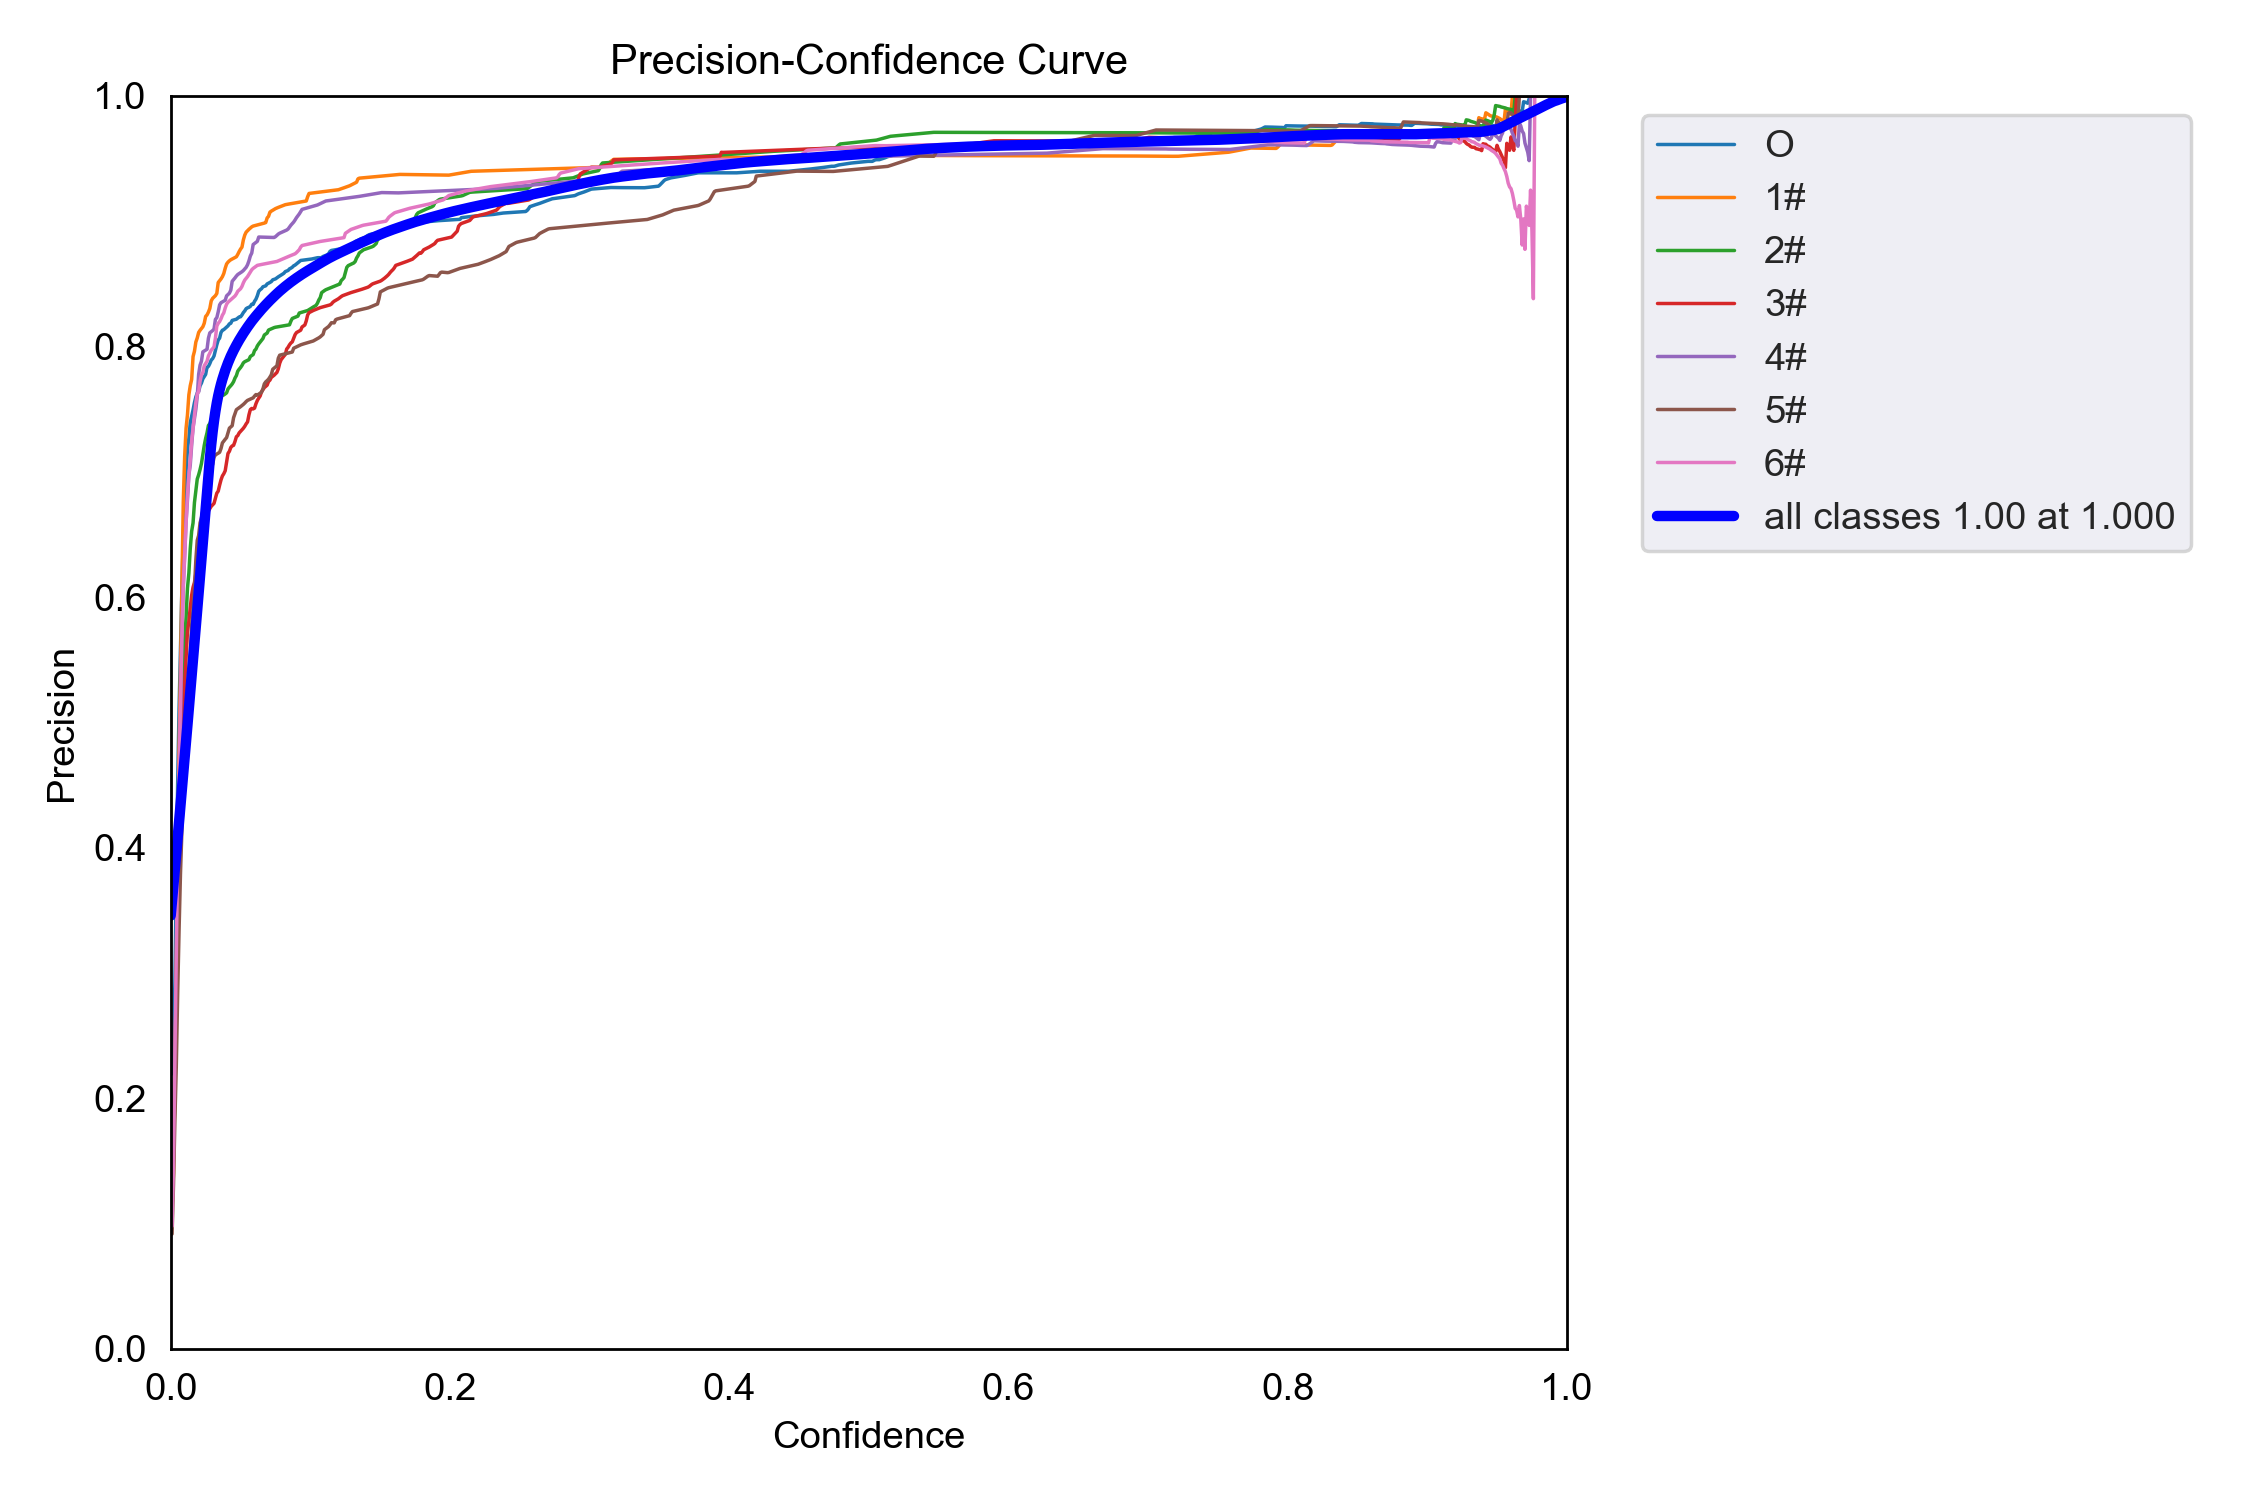 Precision-Confidence Curve
1.0
0.8
0.6
0.4
0.2
0.0
Precision
0.0 0.2 0.4 0.6 0.8 1.0
Confidence
O
1#
2#
3#
4#
5#
6#
all classes 1.00 at 1.000